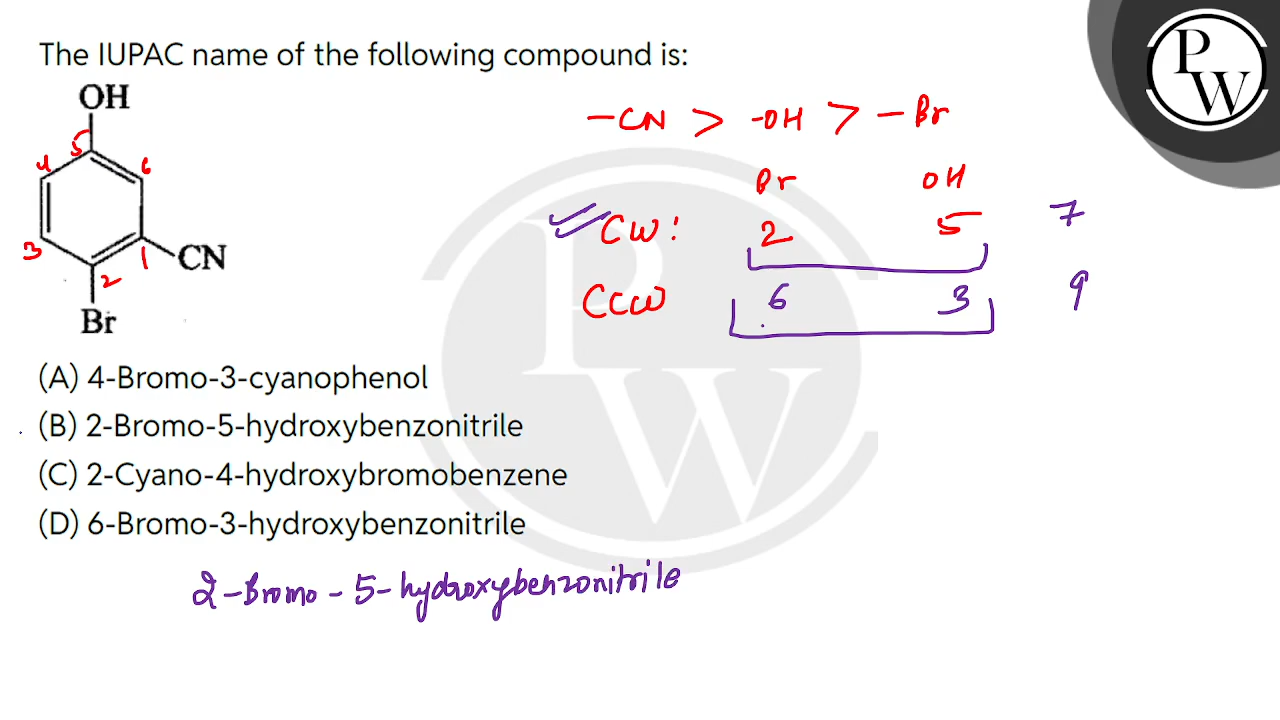 The IUPAC name of the following compound is:
P
W
OH
-CN > -OH > -Br
5
4
6
Br OH
CW: 2 5 7
3
1
CN
2
CCW 6 3 9
Br
P
W
(A) 4-Bromo-3-cyanophenol
(B) 2-Bromo-5-hydroxybenzonitrile
(C) 2-Cyano-4-hydroxybromobenzene
(D) 6-Bromo-3-hydroxybenzonitrile
2-Bromo-5-hydroxybenzonitrile